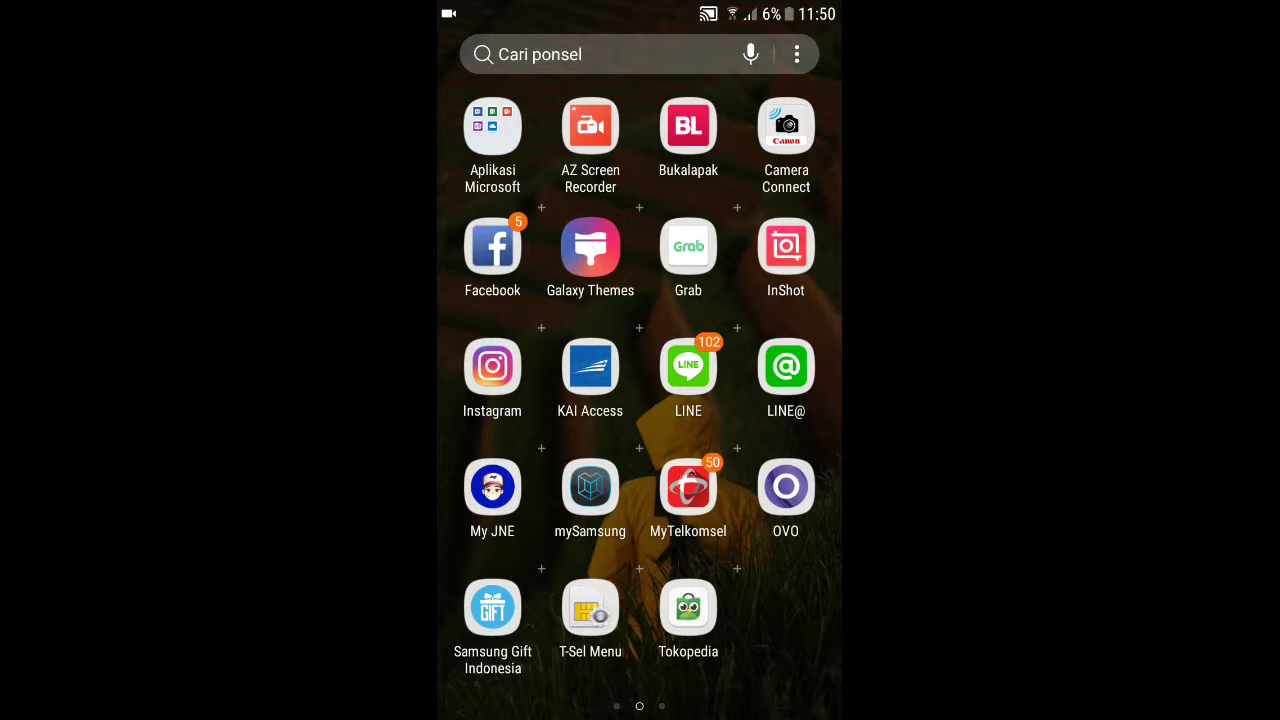 6% 11:50
Cari ponsel
BL
Canon
Aplikasi Microsoft
AZ Screen Recorder
Bukalapak
Camera Connect
5
Grab
Facebook
Galaxy Themes
Grab
InShot
102
LINE
@
Instagram
KAI Access
LINE
LINE@
50
My JNE
mySamsung
MyTelkomsel
OVO
GIFT
Samsung Gift Indonesia
T-Sel Menu
Tokopedia